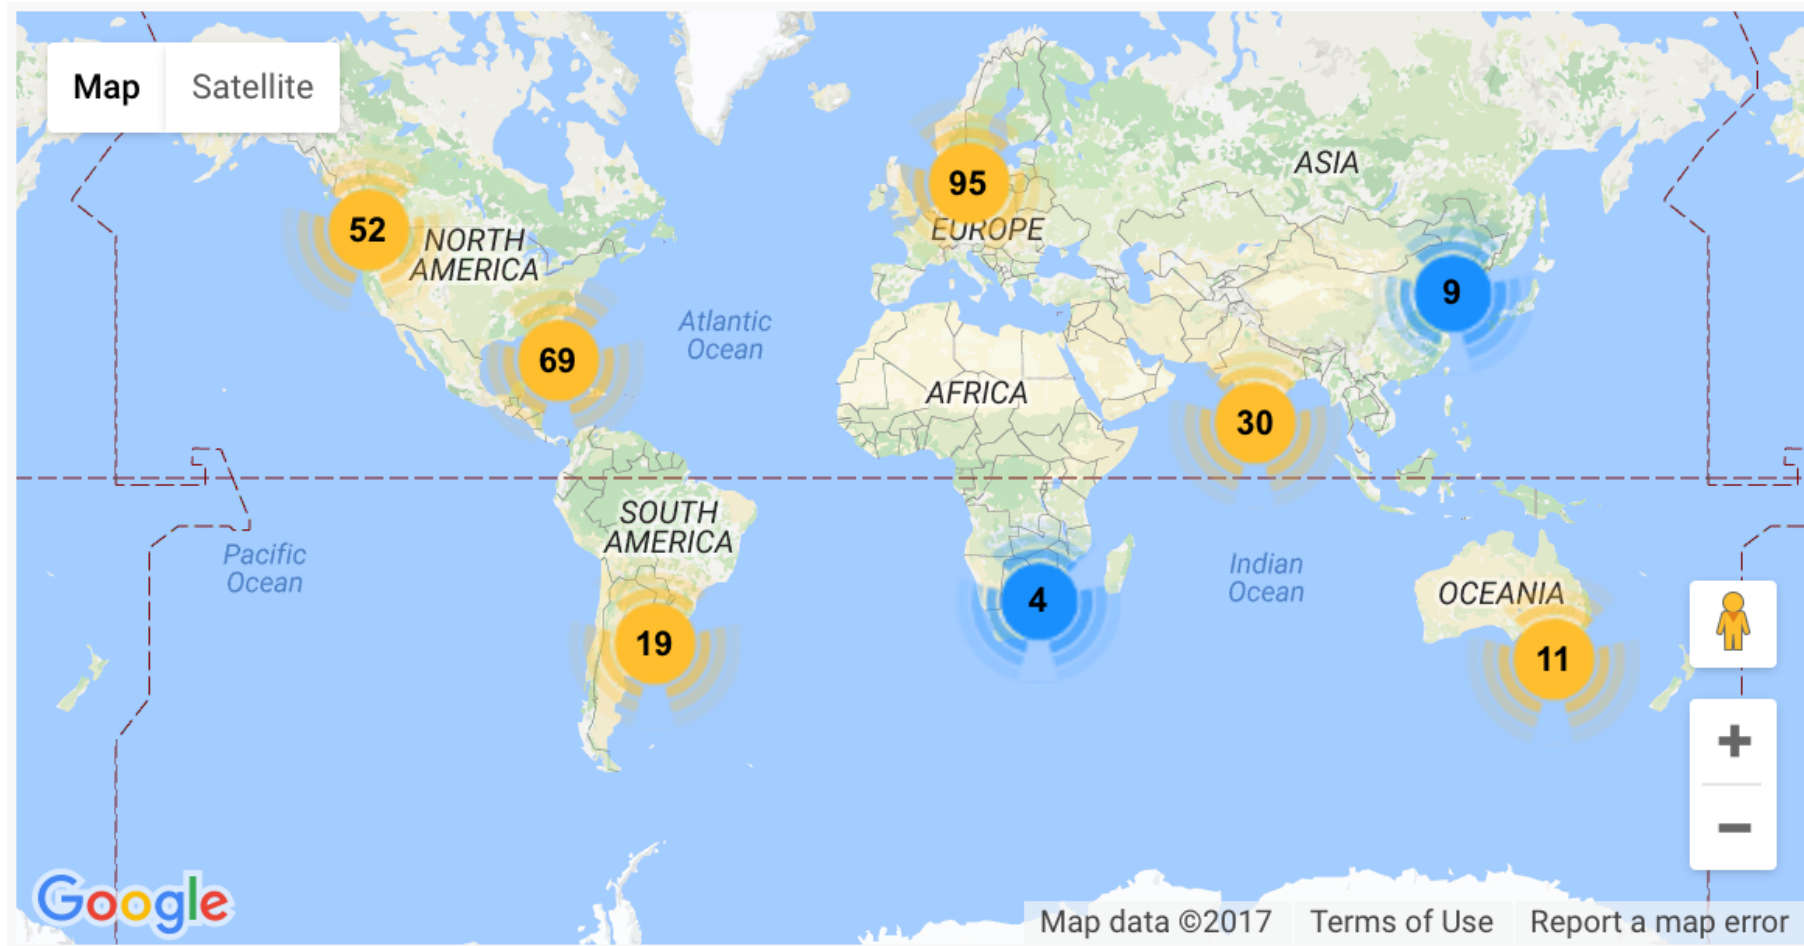 Map
Satellite
95
ASIA
52
NORTH
AMERICA
EUROPE
9
Atlantic
Ocean
69
AFRICA
30
SOUTH
AMERICA
Pacific
Ocean
Indian
Ocean
OCEANIA
4
19
11
Google
Map data ©2017
Terms of Use
Report a map error